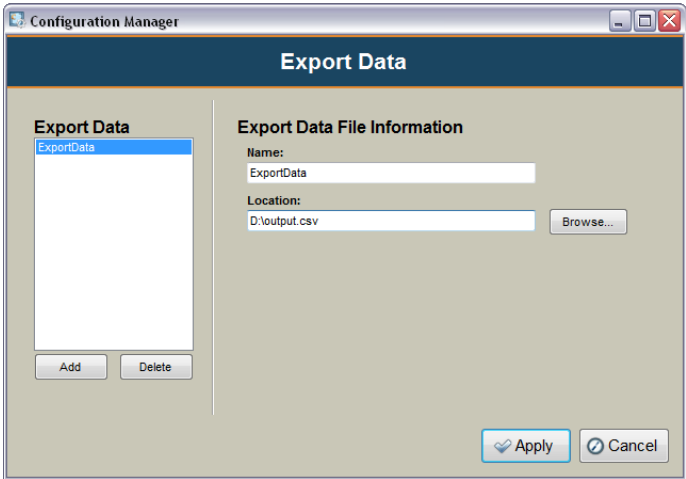 Configuration Manager
Export Data
Export Data
ExportData
Add
Delete
Export Data File Information
Name:
ExportData
Location:
D:\output.csv
Browse...
Apply
Cancel